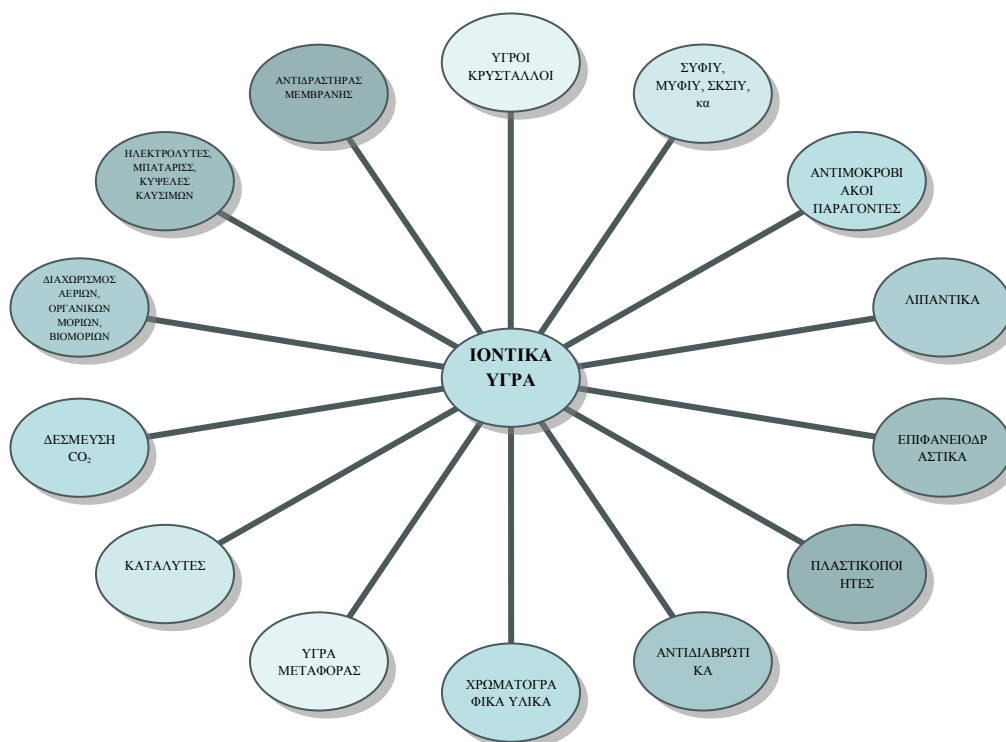 ΥΓΡΟΙ
ΚΡΥΣΤΑΛΛΟΙ
ΣΥΦΙΥ,
ΜΥΦΙΥ, ΣΚΣΙΥ,
κα
ΑΝΤΙΜΟΚΡΟΒΙ
ΑΚΟΙ
ΠΑΡΑΓΟΝΤΕΣ
ΛΙΠΑΝΤΙΚΑ
ΕΠΙΦΑΝΕΙΟΔΡ
ΑΣΤΙΚΑ
ΠΛΑΣΤΙΚΟΠΟΙ
ΗΤΕΣ
ΑΝΤΙΔΙΑΒΡΩΤΙ
ΚΑ
ΧΡΩΜΑΤΟΓΡΑ
ΦΙΚΑ ΥΛΙΚΑ
ΥΓΡΑ
ΜΕΤΑΦΟΡΑΣ
ΚΑΤΑΛΥΤΕΣ
ΔΕΣΜΕΥΣΗ
CO₂
ΔΙΑΧΩΡΙΣΜΟΣ
ΑΕΡΙΩΝ,
ΟΡΓΑΝΙΚΩΝ
ΜΟΡΙΩΝ,
ΒΙΟΜΟΡΙΩΝ
ΗΛΕΚΤΡΟΛΥΤΕΣ,
ΜΠΑΤΑΡΙΣΣ,
ΚΥΨΕΛΕΣ
ΚΑΥΣΙΜΩΝ
ΑΝΤΙΔΡΑΣΤΗΡΑΣ
ΜΕΜΒΡΑΝΗΣ
ΙΟΝΤΙΚΑ
ΥΓΡΑ